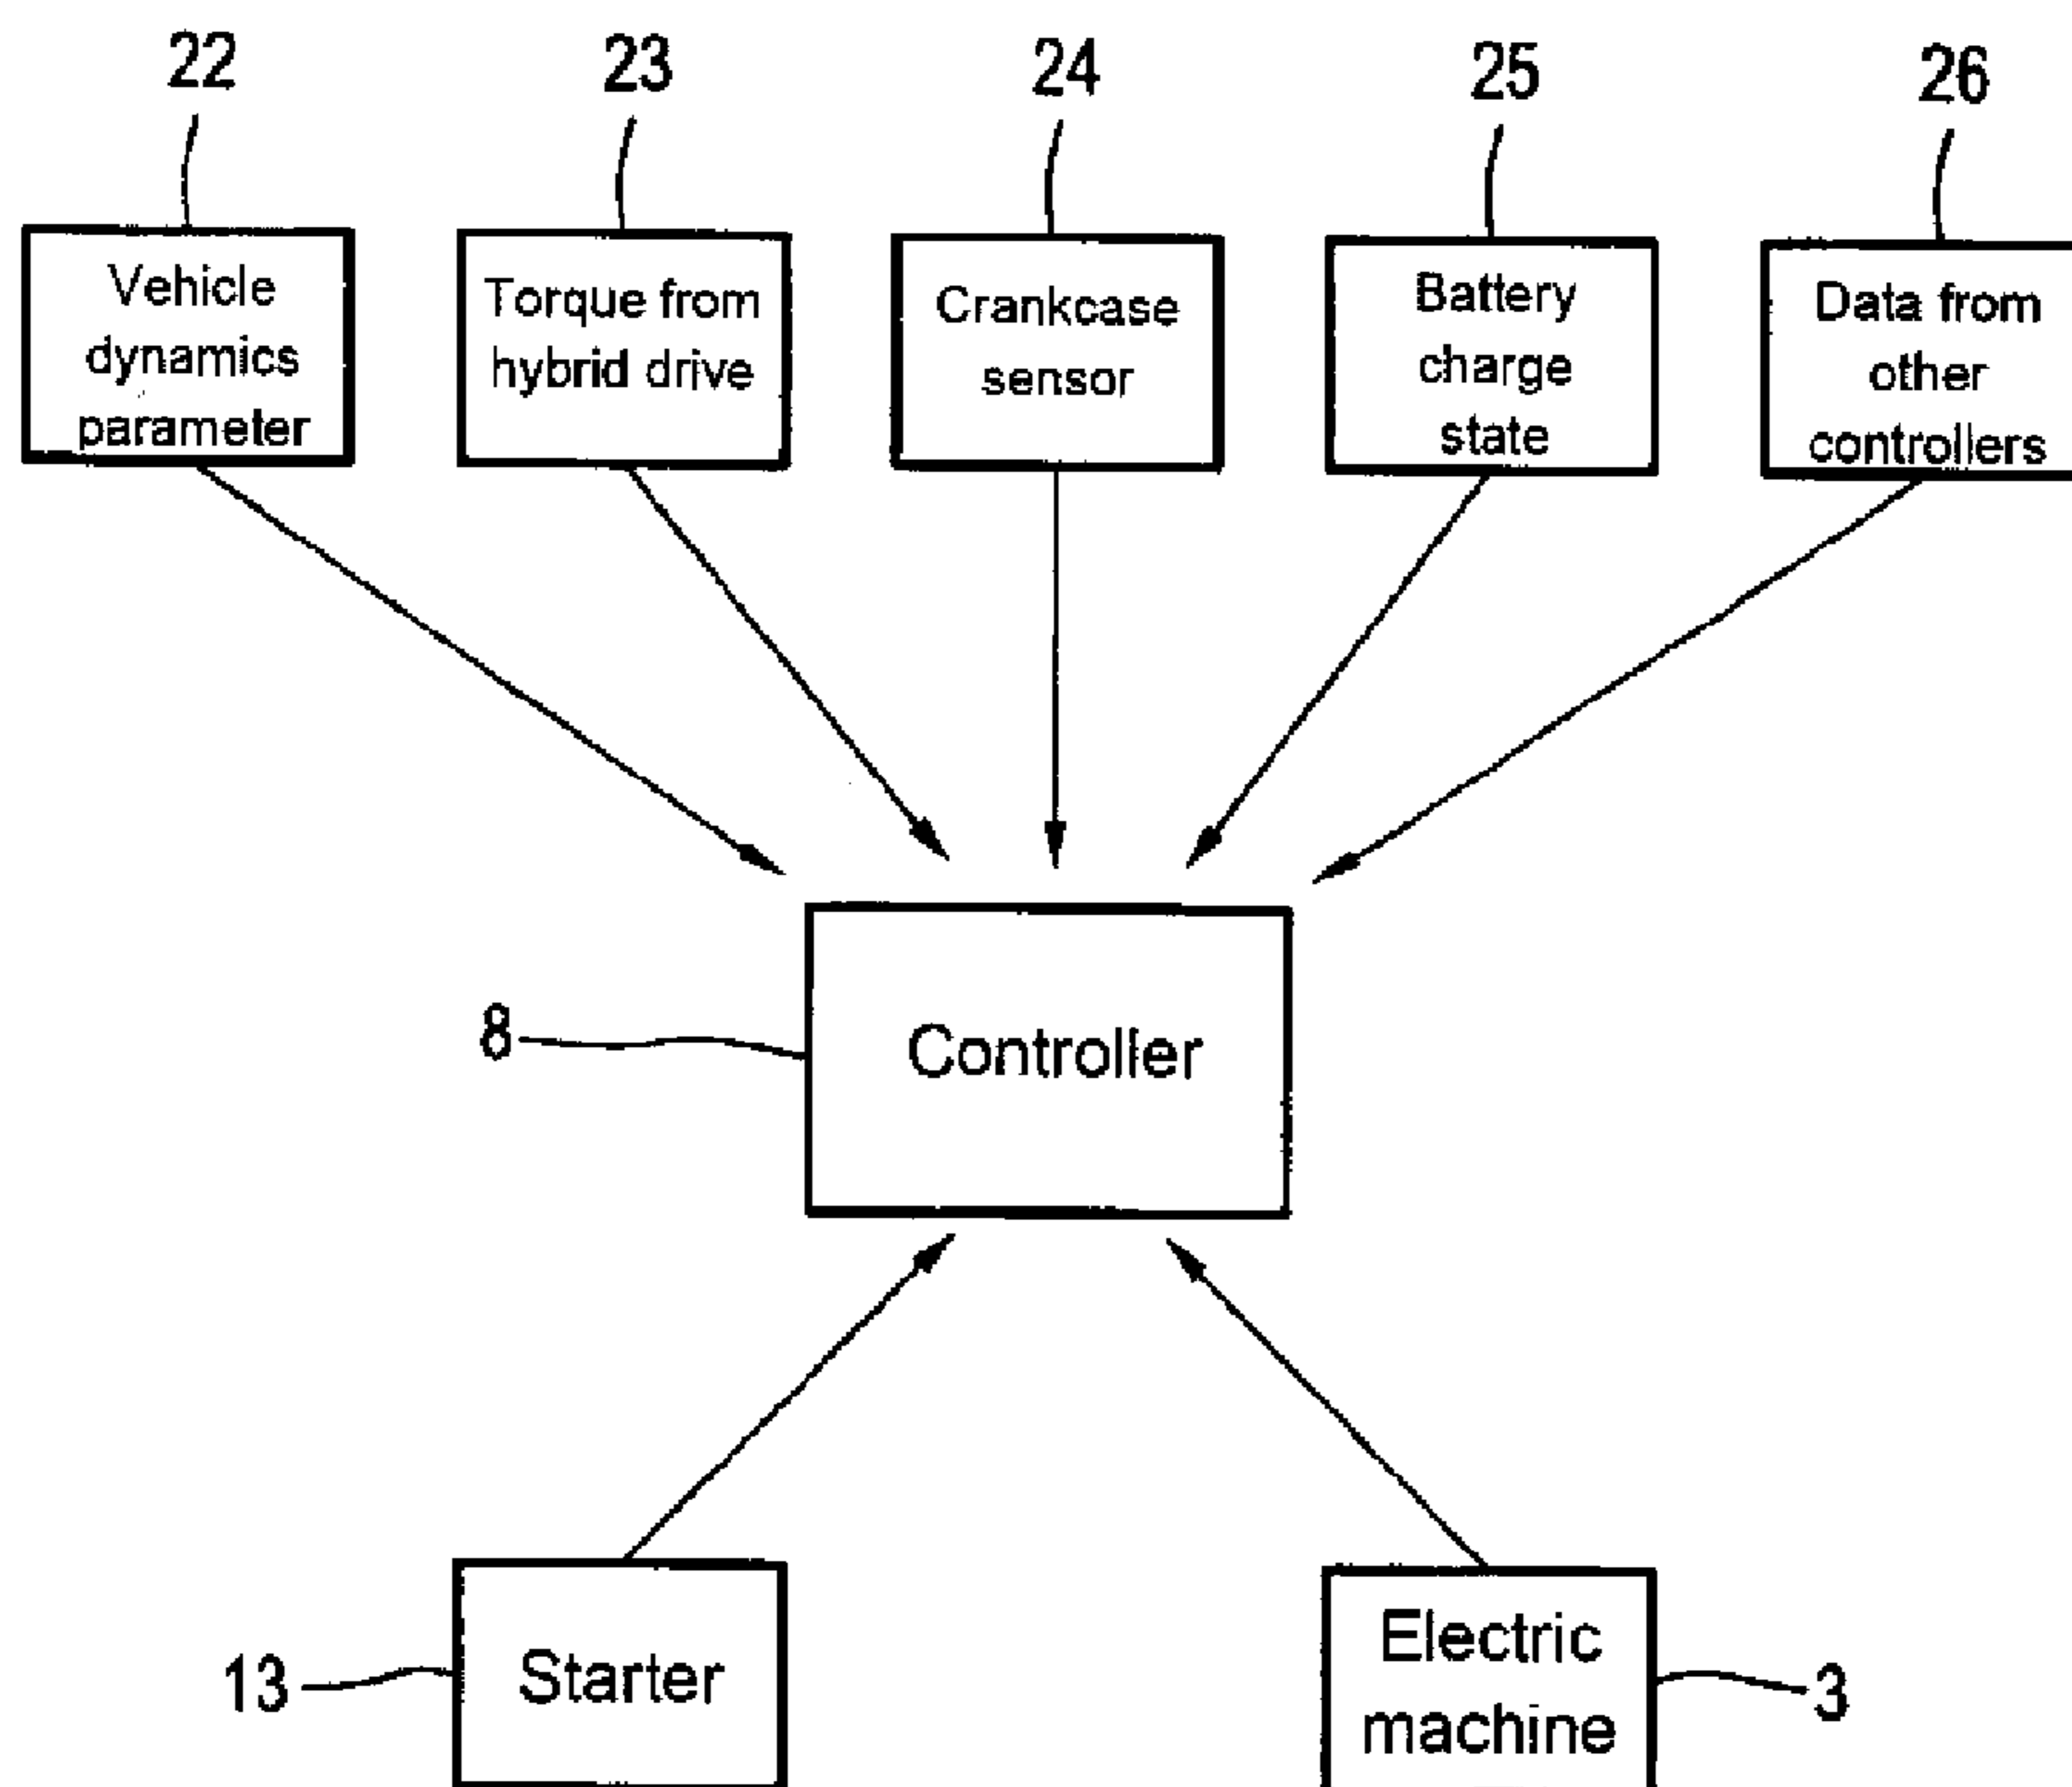 22
23
24
25
26
Vehicle
dynamics
parameter
Torque from
hybrid drive
Crankcase
sensor
Battery
charge
state
Data from
other
controllers
8
Controller
13
Starter
Electric
machine
3